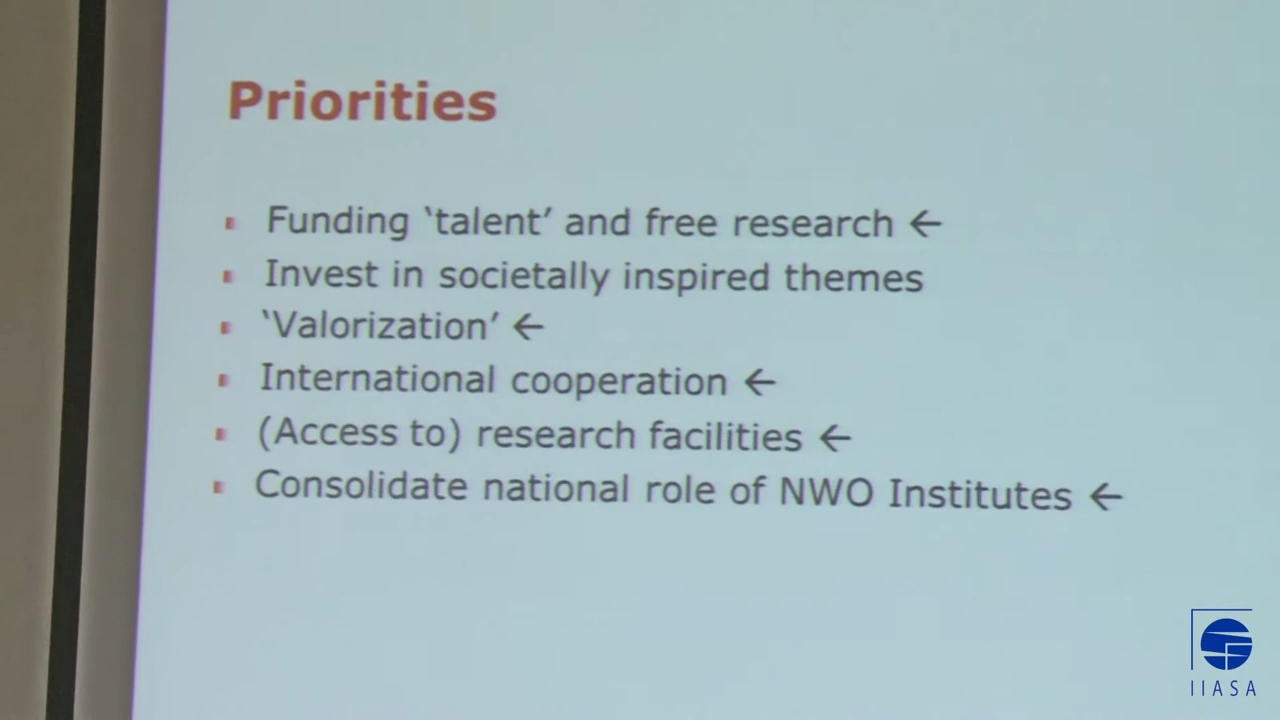 Priorities
Funding ‘talent’ and free research ←
Invest in societally inspired themes
‘Valorization’ ←
International cooperation ←
(Access to) research facilities ←
Consolidate national role of NWO Institutes ←
IIASA